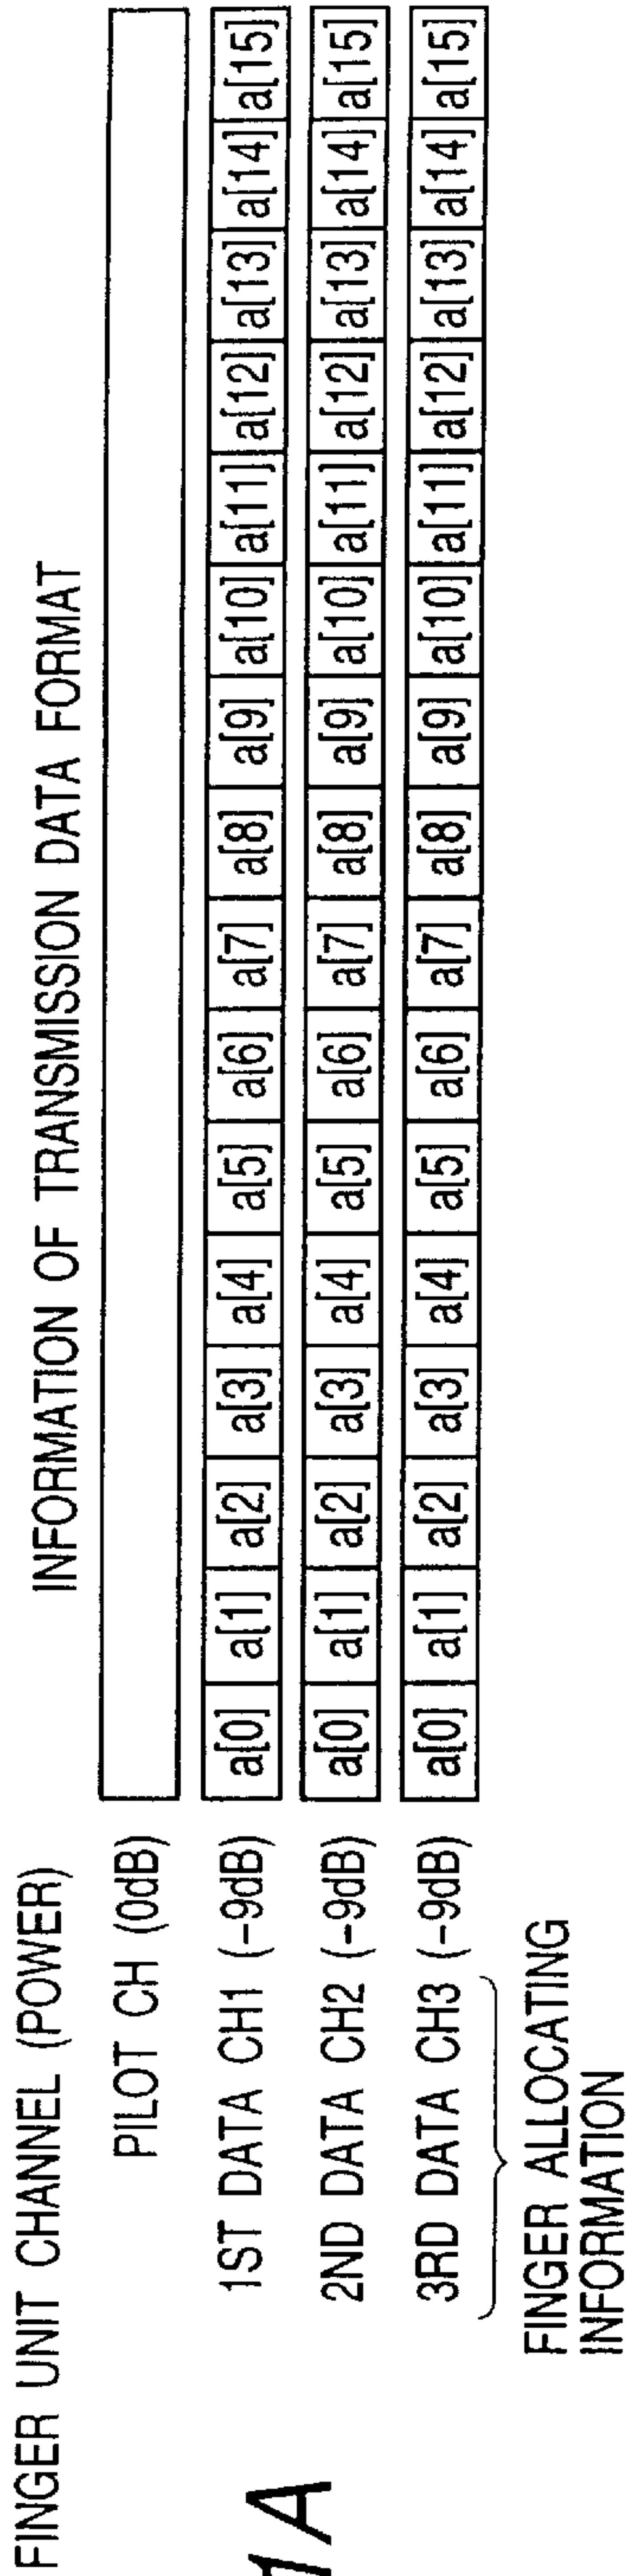 FINGER UNIT CHANNEL (POWER)
INFORMATION OF TRANSMISSION DATA FORMAT
PILOT CH (0dB)
1ST DATA CH1 (-9dB) a[0] a[1] a[2] a[3] a[4] a[5] a[6] a[7] a[8] a[9] a[10] a[11] a[12] a[13] a[14] a[15]
2ND DATA CH2 (-9dB) a[0] a[1] a[2] a[3] a[4] a[5] a[6] a[7] a[8] a[9] a[10] a[11] a[12] a[13] a[14] a[15]
3RD DATA CH3 (-9dB) a[0] a[1] a[2] a[3] a[4] a[5] a[6] a[7] a[8] a[9] a[10] a[11] a[12] a[13] a[14] a[15]
FINGER ALLOCATING
INFORMATION
1A